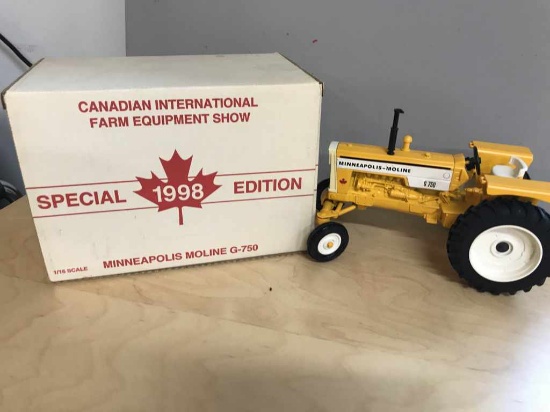 CANADIAN INTERNATIONAL
FARM EQUIPMENT SHOW
SPECIAL 1998 EDITION
MINNEAPOLIS MOLINE G-750
1/16 SCALE
MINNEAPOLIS-MOLINE
G 750